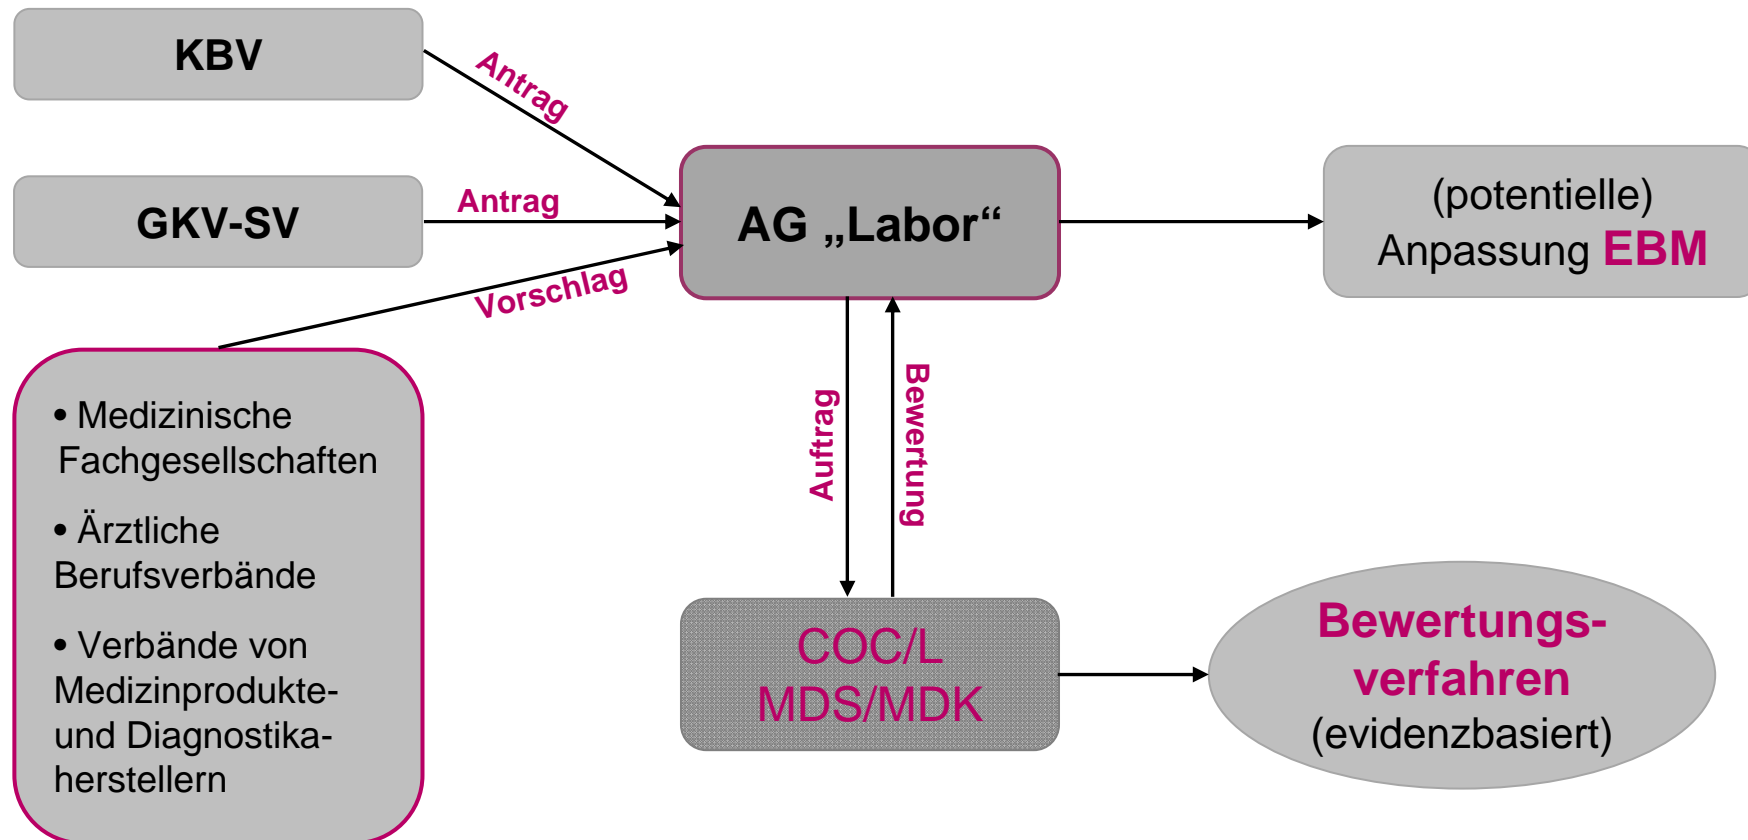 KBV
Antrag
GKV-SV
Antrag
Vorschlag
AG „Labor“
(potentielle)
Anpassung EBM
• Medizinische
Fachgesellschaften
• Ärztliche
Berufsverbände
• Verbände von
Medizinprodukte-
und Diagnostika-
herstellern
Auftrag
Bewertung
COC/L
MDS/MDK
Bewertungs-
verfahren
(evidenzbasiert)